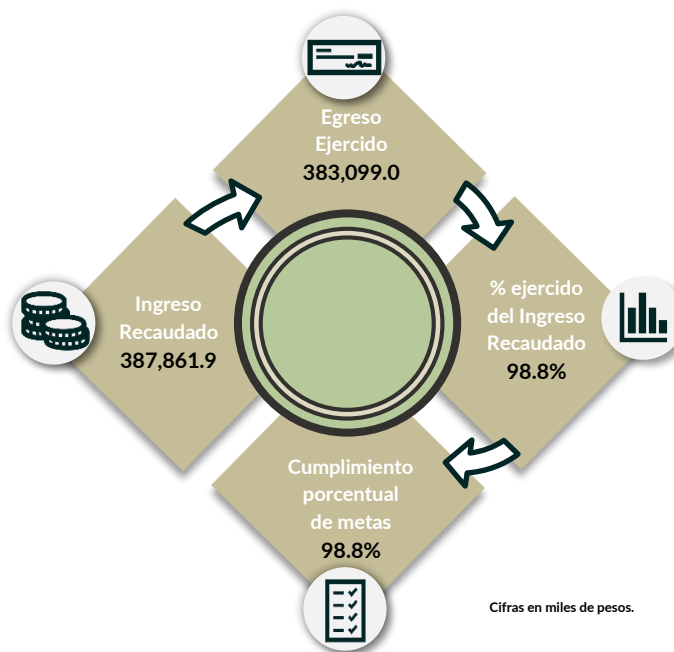 Egreso
Ejercido
383,099.0
Ingreso
Recaudado
387,861.9
% ejercido
del Ingreso
Recaudado
98.8%
Cumplimiento
porcentual
de metas
98.8%
Cifras en miles de pesos.